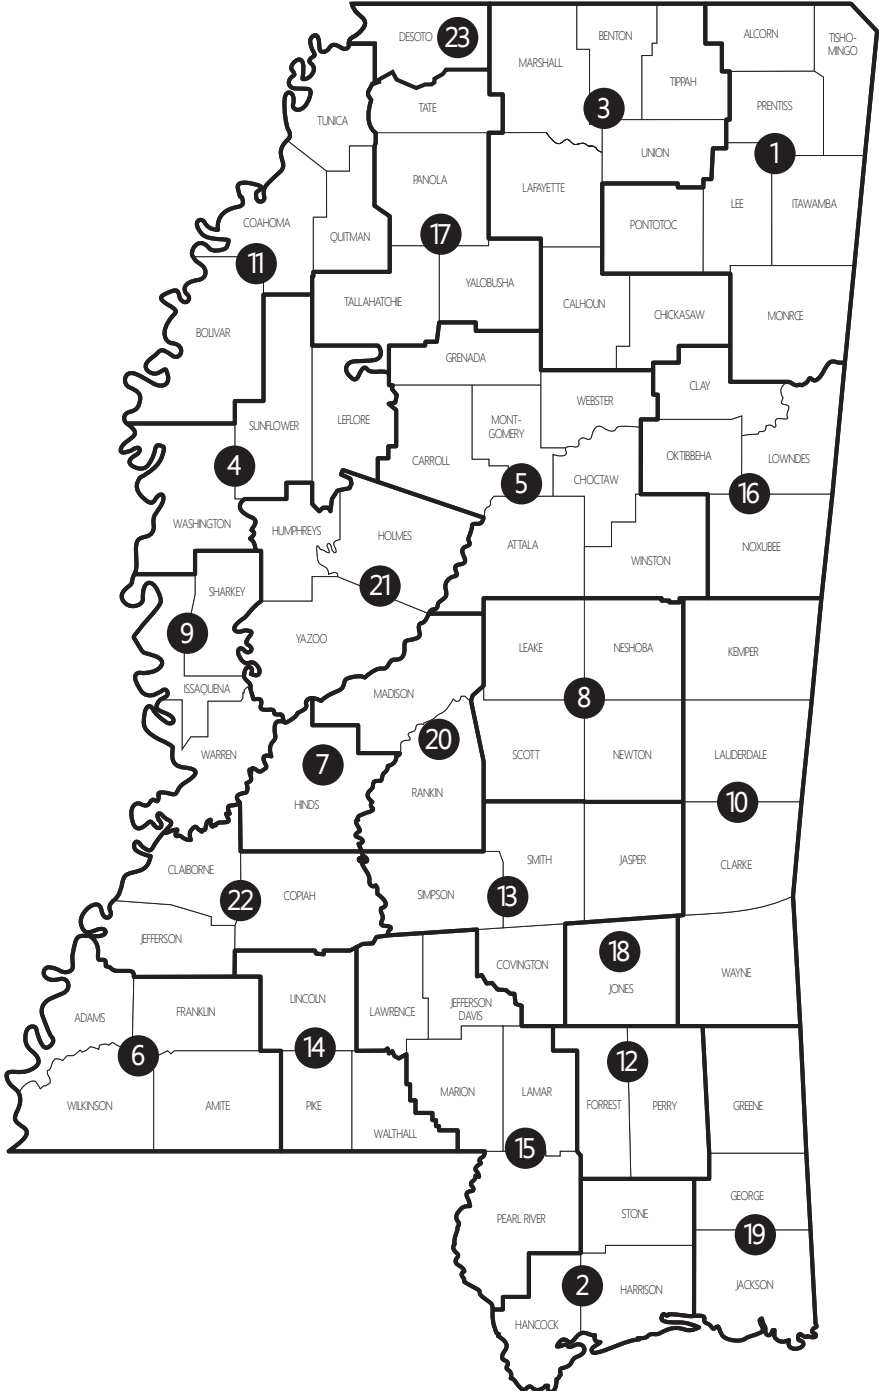 DESOTO
23
MARSHALL
BENTON
TIPPAH
ALCORN
TISHO-
MINGO
TUNICA
TATE
3
PRENTISS
UNION
1
PANOLA
LAFAYETTE
PONTOTOC
LEE
ITAWAMBA
COAHOMA
QUITMAN
17
11
TALLAHATCHIE
YALOBUSHA
CALHOUN
CHICKASAW
MONRCE
BOLIVAR
GRENADA
CLAY
SUNFLOWER
LEFLORE
MONT-
GOMERY
WEBSTER
CARROLL
OKTIBBEHA
LOWNDES
4
5
CHOCTAW
16
WASHINGTON
HUMPHREYS
HOLMES
ATTALA
WINSTON
NOXUBEE
SHARKEY
21
9
YAZOO
LEAKE
NESHOBA
KEMPER
ISSAQUENA
MADISON
8
WARREN
7
20
SCOTT
NEWTON
LAUDERDALE
HINDS
RANKIN
10
CLAIBORNE
COPIAH
SIMPSON
SMITH
JASPER
CLARKE
22
13
JEFFERSON
COVINGTON
18
JONES
WAYNE
ADAMS
FRANKLIN
LINCOLN
LAWRENCE
JEFFERSON
DAVIS
6
14
12
WILKINSON
AMITE
PIKE
WALTHALL
MARION
LAMAR
FORREST
PERRY
GREENE
15
PEARL RIVER
STONE
GEORGE
19
2
HANCOCK
HARRISON
JACKSON